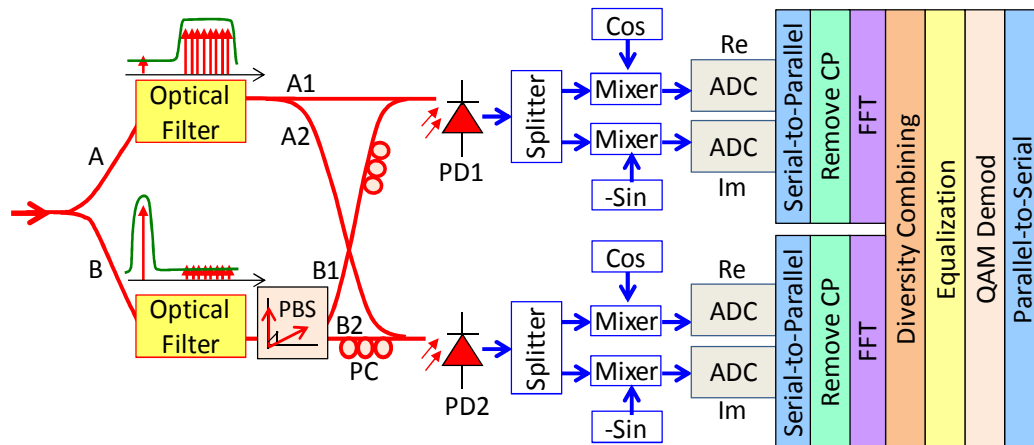 Cos
Re
A1
Optical
Filter
A2
A
Splitter
Mixer
Mixer
ADC
ADC
PD1
-Sin
Im
Serial-to-Parallel
Remove CP
FFT
B
B1
Optical
Filter
PBS
B2
PC
PD2
Cos
Re
Splitter
Mixer
Mixer
ADC
ADC
-Sin
Im
Serial-to-Parallel
Remove CP
FFT
Diversity Combining
Equalization
QAM Demod
Parallel-to-Serial